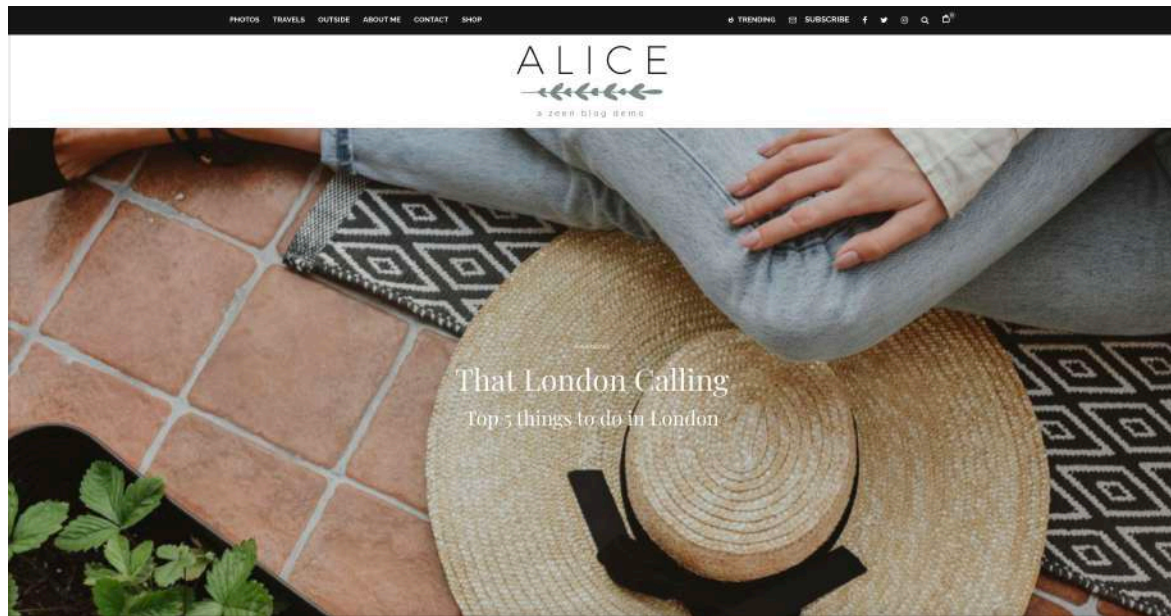 PHOTOS TRAVELS OUTSIDE ABOUT ME CONTACT SHOP TRENDING SUBSCRIBE
ALICE
a zeen blog demo
That London Calling
Top 5 things to do in London